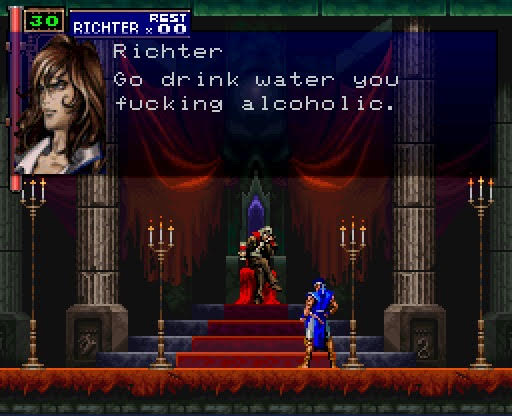 30
REST
RICHTER x 00
Richter
Go drink water you
fucking alcoholic.